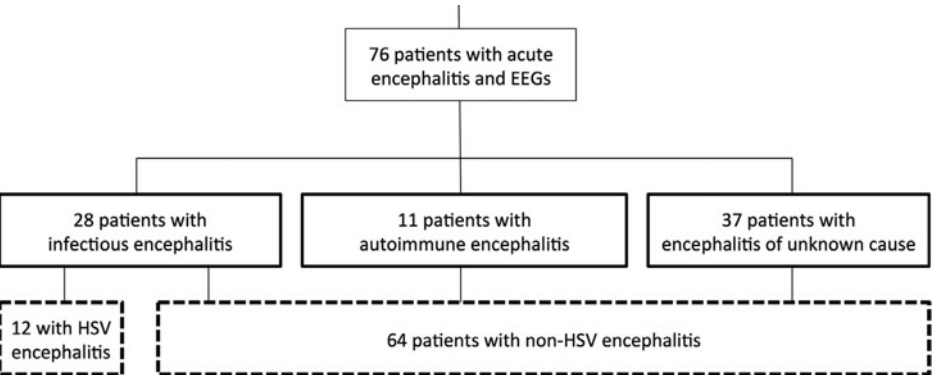 76 patients with acute
encephalitis and EEGs
28 patients with
infectious encephalitis
11 patients with
autoimmune encephalitis
37 patients with
encephalitis of unknown cause
12 with HSV
encephalitis
64 patients with non-HSV encephalitis